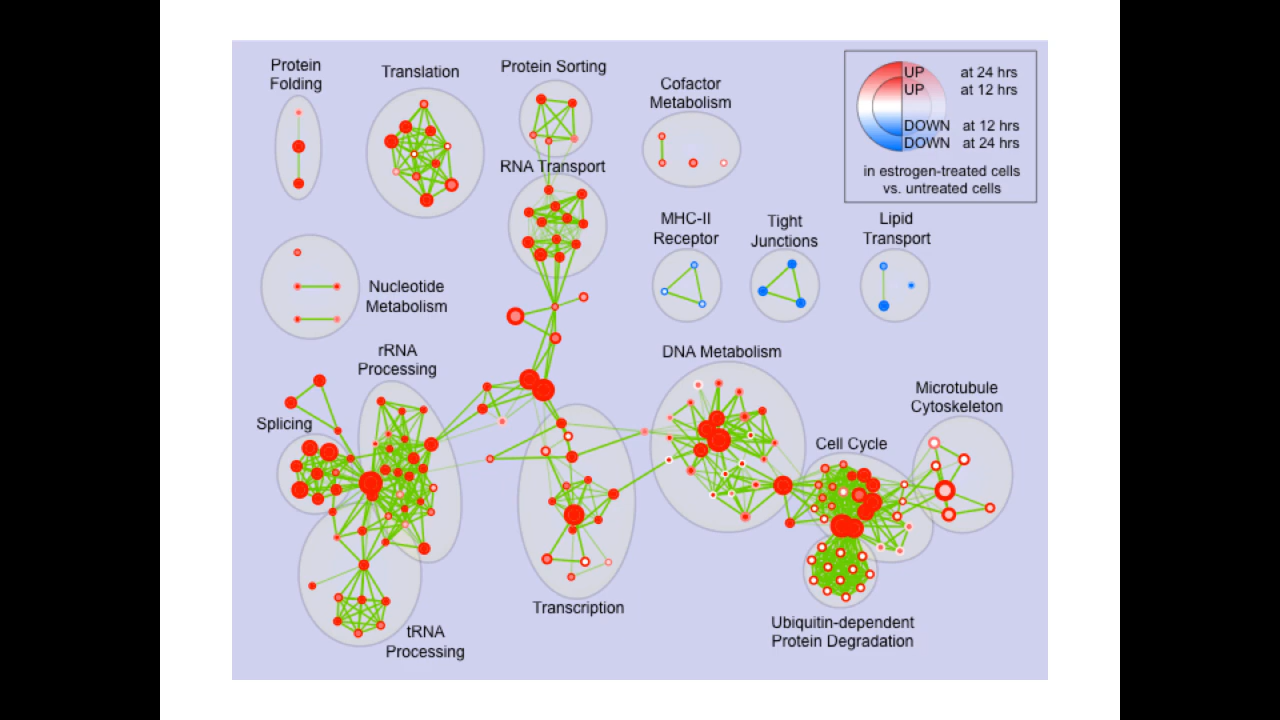 Protein
Folding
Translation
Protein Sorting
Cofactor
Metabolism
UP at 24 hrs
UP at 12 hrs
DOWN at 12 hrs
DOWN at 24 hrs
in estrogen-treated cells
vs. untreated cells
RNA Transport
MHC-II
Receptor
Tight
Junctions
Lipid
Transport
Nucleotide
Metabolism
rRNA
Processing
DNA Metabolism
Microtubule
Cytoskeleton
Splicing
Cell Cycle
Transcription
Ubiquitin-dependent
Protein Degradation
tRNA
Processing